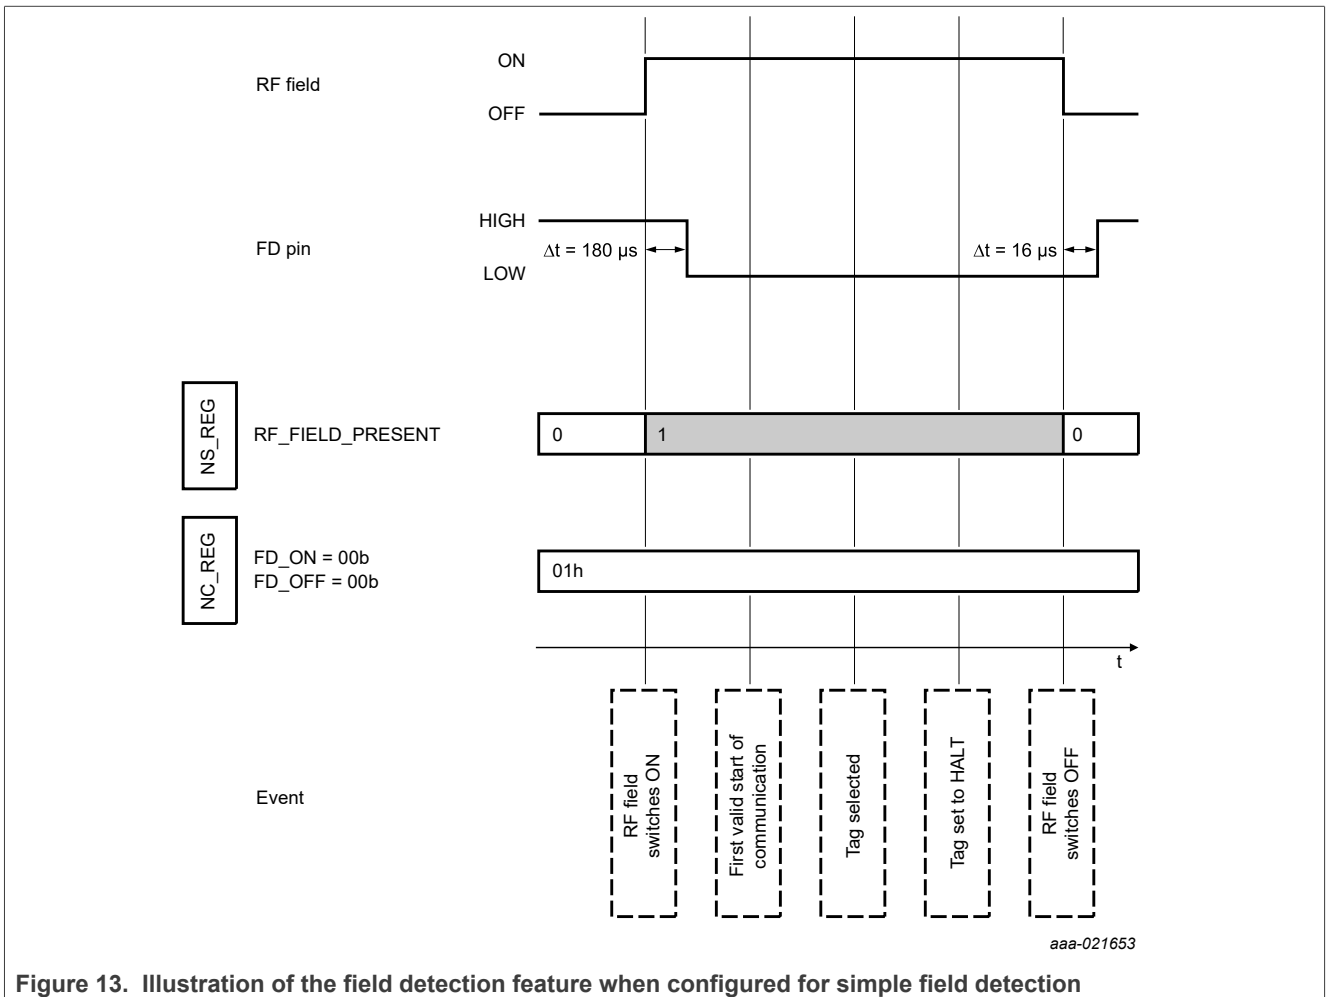 ON
RF field
OFF
HIGH
FD pin
Δt = 180 μs
Δt = 16 μs
LOW
NS_REG
RF_FIELD_PRESENT
0
1
0
NC_REG
FD_ON = 00b
FD_OFF = 00b
01h
t
Event
RF field
switches ON
First valid start of
communication
Tag selected
Tag set to HALT
RF field
switches OFF
aaa-021653
Figure 13. Illustration of the field detection feature when configured for simple field detection